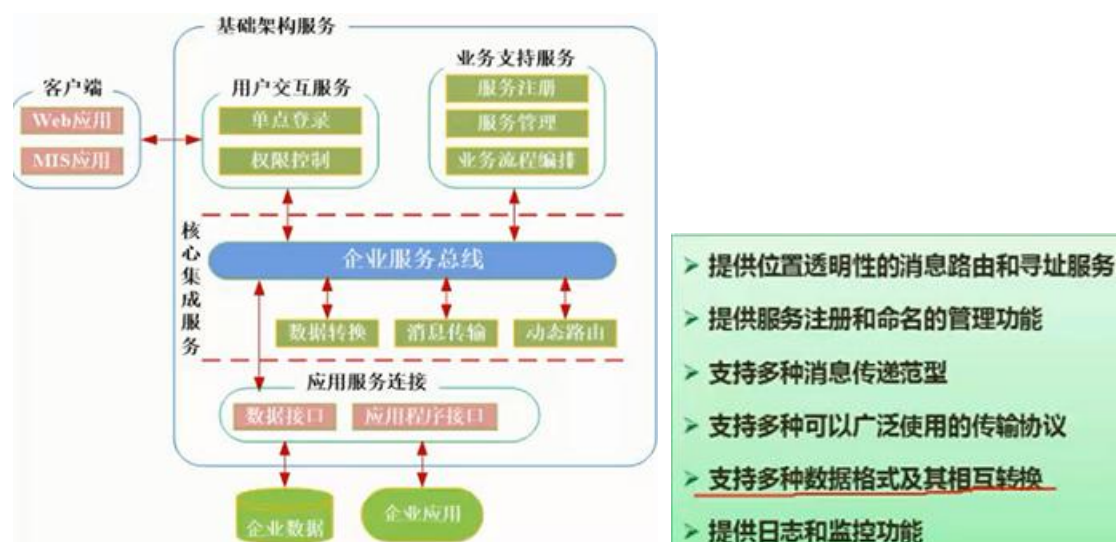 基础架构服务
客户端
Web应用
MIS应用
用户交互服务
单点登录
权限控制
业务支持服务
服务注册
服务管理
业务流程编排
核心集成服务
企业服务总线
数据转换
消息传输
动态路由
应用服务连接
数据接口
应用程序接口
企业数据
企业应用
➤ 提供位置透明性的消息路由和寻址服务
➤ 提供服务注册和命名的管理功能
➤ 支持多种消息传递范型
➤ 支持多种可以广泛使用的传输协议
➤ 支持多种数据格式及其相互转换
➤ 提供日志和监控功能